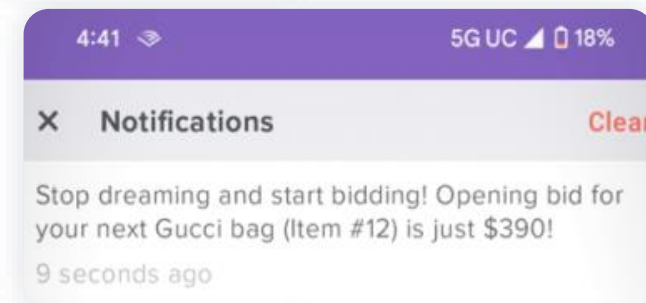 4:41 5G UC 18%
× Notifications Clear
Stop dreaming and start bidding! Opening bid for
your next Gucci bag (Item #12) is just $390!
9 seconds ago